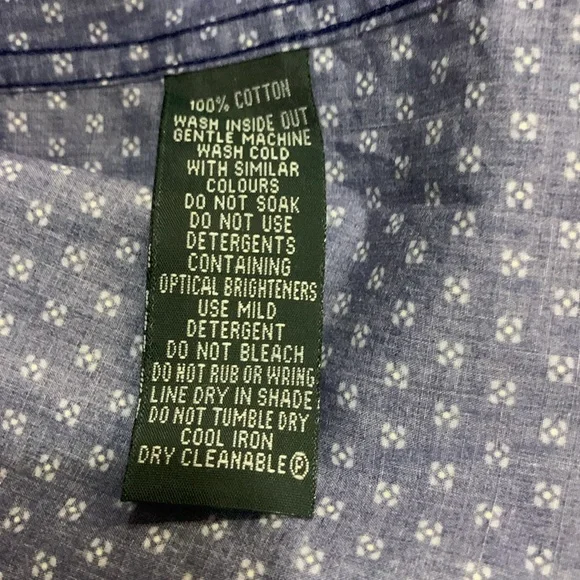 100% COTTON
WASH INSIDE OUT
GENTLE MACHINE
WASH COLD
WITH SIMILAR
COLOURS
DO NOT SOAK
DO NOT USE
DETERGENTS
CONTAINING
OPTICAL BRIGHTENERS
USE MILD
DETERGENT
DO NOT BLEACH
DO NOT RUB OR WRING
LINE DRY IN SHADE
DO NOT TUMBLE DRY
COOL IRON
DRY CLEANABLE Ⓟ